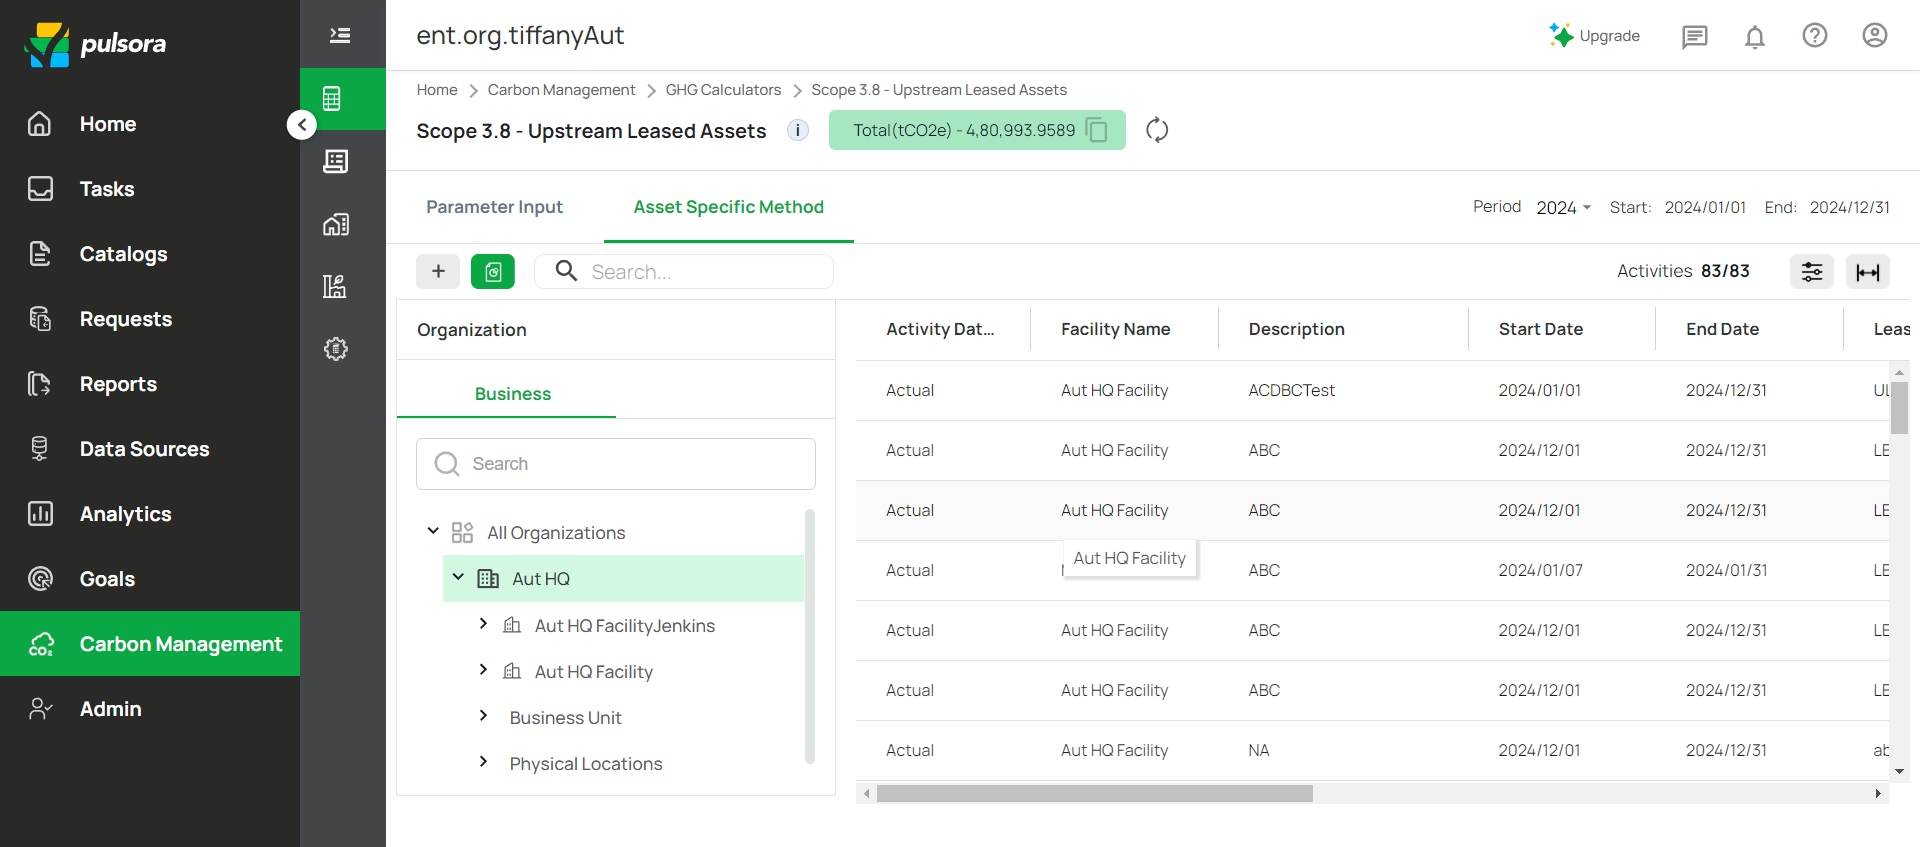 pulsora
Home
Tasks
Catalogs
Requests
Reports
Data Sources
Analytics
Goals
Carbon Management
Admin
ent.org.tiffanyAut
Upgrade
Home
Carbon Management
GHG Calculators
Scope 3.8 - Upstream Leased Assets
Scope 3.8 - Upstream Leased Assets
i
Total(tCO2e) - 4,80,993.9589
Parameter Input
Asset Specific Method
Period
2024
Start: 2024/01/01
End: 2024/12/31
+
Search...
Activities 83/83
Organization
Business
Search
All Organizations
Aut HQ
Aut HQ FacilityJenkins
Aut HQ Facility
Business Unit
Physical Locations
Activity Dat... Facility Name Description Start Date End Date Leas
Actual Aut HQ Facility ACDBCTest 2024/01/01 2024/12/31 UL
Actual Aut HQ Facility ABC 2024/12/01 2024/12/31 LE
Actual Aut HQ Facility ABC 2024/12/01 2024/12/31 LE
Aut HQ Facility
Actual ABC 2024/01/07 2024/01/31 LE
Actual Aut HQ Facility ABC 2024/12/01 2024/12/31 LE
Actual Aut HQ Facility ABC 2024/12/01 2024/12/31 LE
Actual Aut HQ Facility NA 2024/12/01 2024/12/31 ab